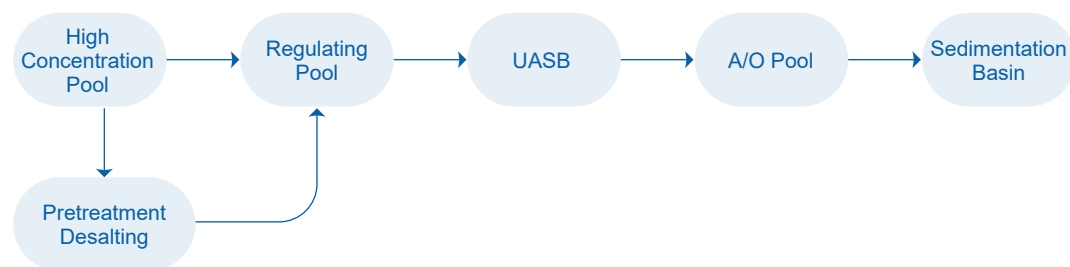 High
Concentration
Pool
Regulating
Pool
UASB
A/O Pool
Sedimentation
Basin
Pretreatment
Desalting